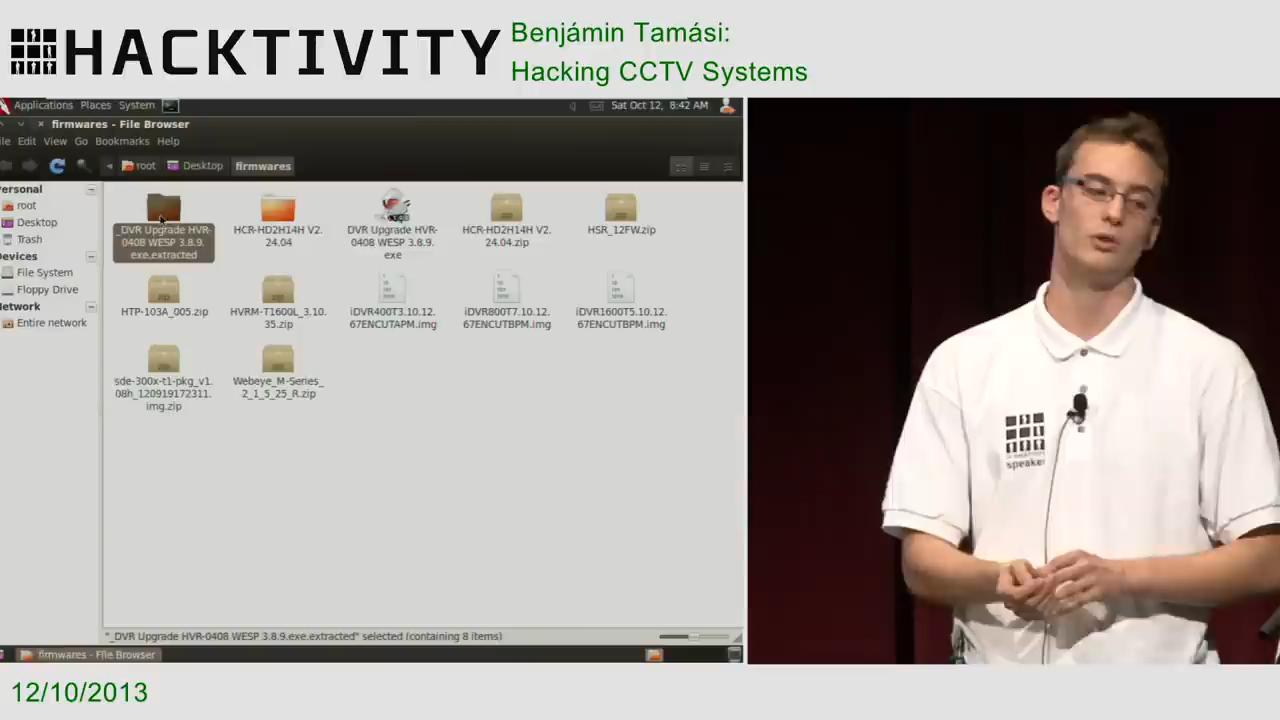 HACKTIVITY
Benjámin Tamási:
Hacking CCTV Systems
Applications Places System
Sat Oct 12, 8:42 AM
firmwares - File Browser
ile Edit View Go Bookmarks Help
root Desktop firmwares
Personal
root
Desktop
Trash
Devices
File System
Floppy Drive
Network
Entire network
_DVR Upgrade HVR-
0408 WESP 3.8.9.
exe.extracted
HCR-HD2H14H V2.
24.04
DVR Upgrade HVR-
0408 WESP 3.8.9.
exe
HCR-HD2H14H V2.
24.04.zip
HSR_12FW.zip
HTP-103A_005.zip
HVRM-T1600L_3.10.
35.zip
iDVR400T3.10.12.
67ENCUTAPM.img
iDVR800T7.10.12.
67ENCUTBPM.img
iDVR1600T5.10.12.
67ENCUTBPM.img
sde-300x-t1-pkg_v1.
08h_120919172311.
img.zip
Webeye_M-Series_
2_1_5_25_R.zip
"_DVR Upgrade HVR-0408 WESP 3.8.9.exe.extracted" selected (containing 8 items)
firmwares - File Browser
speaker
12/10/2013